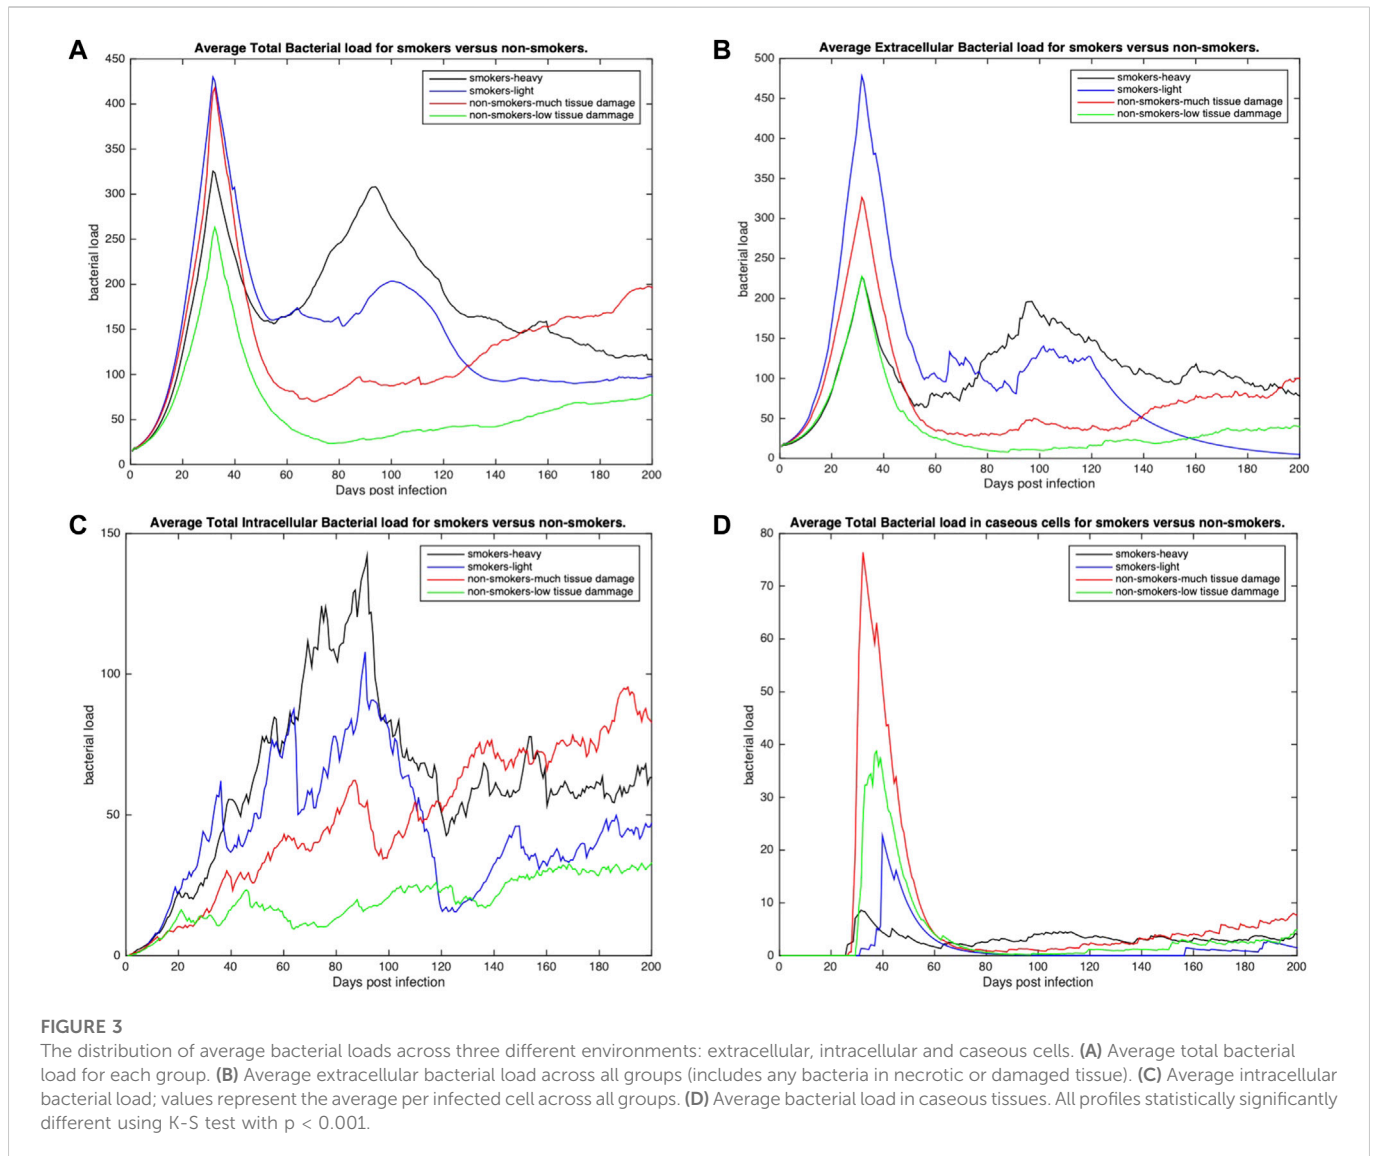 A
Average Total Bacterial load for smokers versus non-smokers.
450
400
350
300
250
200
150
100
50
0
bacterial load
smokers-heavy
smokers-light
non-smokers-much tissue damage
non-smokers-low tissue dammage
0 20 40 60 80 100 120 140 160 180 200
Days post infection
B
Average Extracellular Bacterial load for smokers versus non-smokers.
500
450
400
350
300
250
200
150
100
50
0
bacterial load
smokers-heavy
smokers-light
non-smokers-much tissue damage
non-smokers-low tissue dammage
0 20 40 60 80 100 120 140 160 180 200
Days post infection
C
Average Total Intracellular Bacterial load for smokers versus non-smokers.
150
100
50
0
bacterial load
smokers-heavy
smokers-light
non-smokers-much tissue damage
non-smokers-low tissue dammage
0 20 40 60 80 100 120 140 160 180 200
Days post infection
D
Average Total Bacterial load in caseous cells for smokers versus non-smokers.
80
70
60
50
40
30
20
10
0
bacterial load
smokers-heavy
smokers-light
non-smokers-much tissue damage
non-smokers-low tissue dammage
0 20 40 60 80 100 120 140 160 180 200
Days post infection
FIGURE 3
The distribution of average bacterial loads across three different environments: extracellular, intracellular and caseous cells. (A) Average total bacterial
load for each group. (B) Average extracellular bacterial load across all groups (includes any bacteria in necrotic or damaged tissue). (C) Average intracellular
bacterial load; values represent the average per infected cell across all groups. (D) Average bacterial load in caseous tissues. All profiles statistically significantly
different using K-S test with p < 0.001.